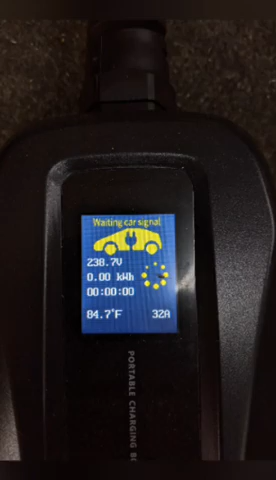 Waiting car signal
238.7V
0.00 kWh
00:00:00
84.7°F 32A
PORTABLE CHARGING